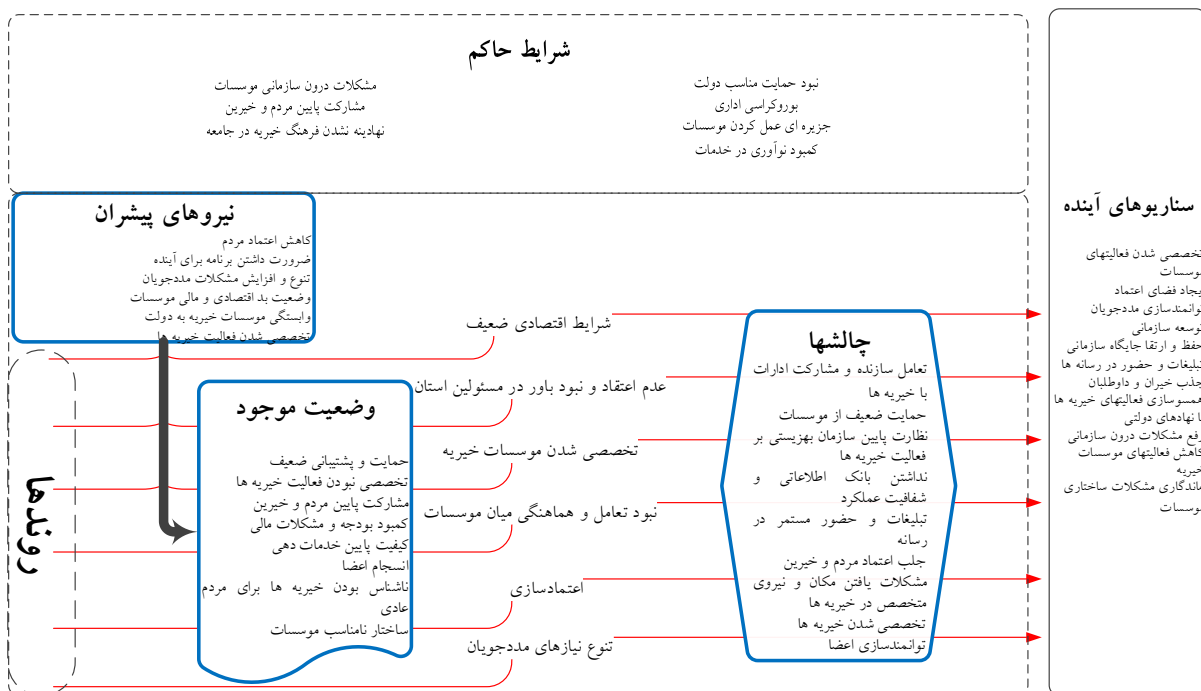 شرایط حاکم
نبود حمایت مناسب دولت
بوروکراسی اداری
جزیره ای عمل کردن موسسات
کمبود نوآوری در خدمات
مشکلات درون سازمانی موسسات
مشارکت پایین مردم و خیرین
نهادینه نشدن فرهنگ خیریه در جامعه
سناریوهای آینده
تخصصی شدن فعالیتهای
موسسات
ایجاد فضای اعتماد
توانمندسازی مددجویان
توسعه سازمانی
حفظ و ارتقا جایگاه سازمانی
تبلیغات و حضور در رسانه ها
جذب خیران و داوطلبان
همسوسازی فعالیتهای خیریه ها
با نهادهای دولتی
رفع مشکلات درون سازمانی
کاهش فعالیتهای موسسات
خیریه
ماندگاری مشکلات ساختاری
موسسات
نیروهای پیشران
کاهش اعتماد مردم
ضرورت داشتن برنامه برای آینده
تنوع و افزایش مشکلات مددجویان
وضعیت بد اقتصادی و مالی موسسات
وابستگی موسسات خیریه به دولت
تخصصی شدن فعالیت خیریه ها
چالشها
تعامل سازنده و مشارکت ادارات
با خیریه ها
حمایت ضعیف از موسسات
نظارت پایین سازمان بهزیستی بر
فعالیت خیریه ها
نداشتن بانک اطلاعاتی و
شفافیت عملکرد
تبلیغات و حضور مستمر در
رسانه
جلب اعتماد مردم و خیرین
مشکلات یافتن مکان و نیروی
متخصص در خیریه ها
تخصصی شدن خیریه ها
توانمندسازی اعضا
شرایط اقتصادی ضعیف
عدم اعتقاد و نبود باور در مسئولین استان
تخصصی شدن موسسات خیریه
نبود تعامل و هماهنگی میان موسسات
اعتمادسازی
تنوع نیازهای مددجویان
وضعیت موجود
حمایت و پشتیبانی ضعیف
تخصصی نبودن فعالیت خیریه ها
مشارکت پایین مردم و خیرین
کمبود بودجه و مشکلات مالی
کیفیت پایین خدمات دهی
انسجام اعضا
ناشناس بودن خیریه ها برای مردم
عادی
ساختار نامناسب موسسات
روندها